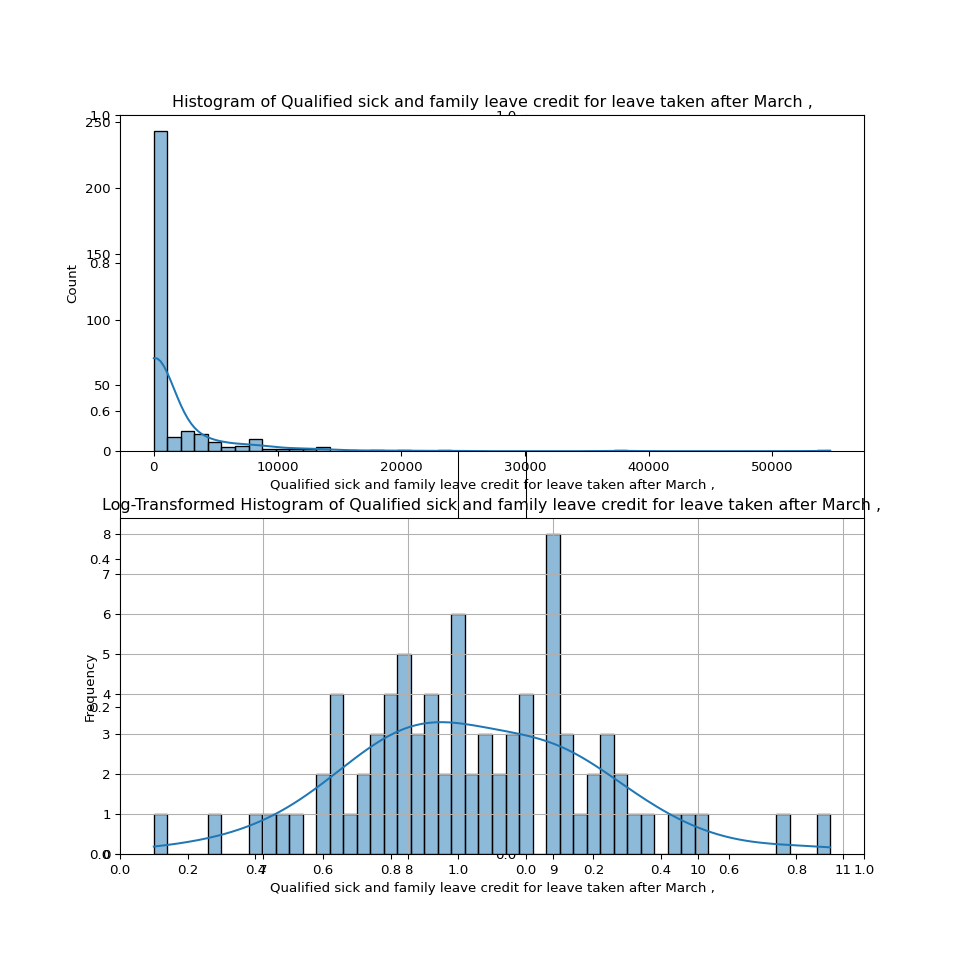 Histogram of Qualified sick and family leave credit for leave taken after March ,
1.0 1.0
250
200
150
0.8
Count
100
50
0.6
0
0 10000 20000 30000 40000 50000
Qualified sick and family leave credit for leave taken after March ,
Log-Transformed Histogram of Qualified sick and family leave credit for leave taken after March ,
8
0.4
7
6
5
4
0.2
Frequency
3
2
1
0.0 0 0.0
0.0 0.2 0.4 7 0.6 0.8 8 1.0 0.0 9 0.2 0.4 10 0.6 0.8 11 1.0
Qualified sick and family leave credit for leave taken after March ,